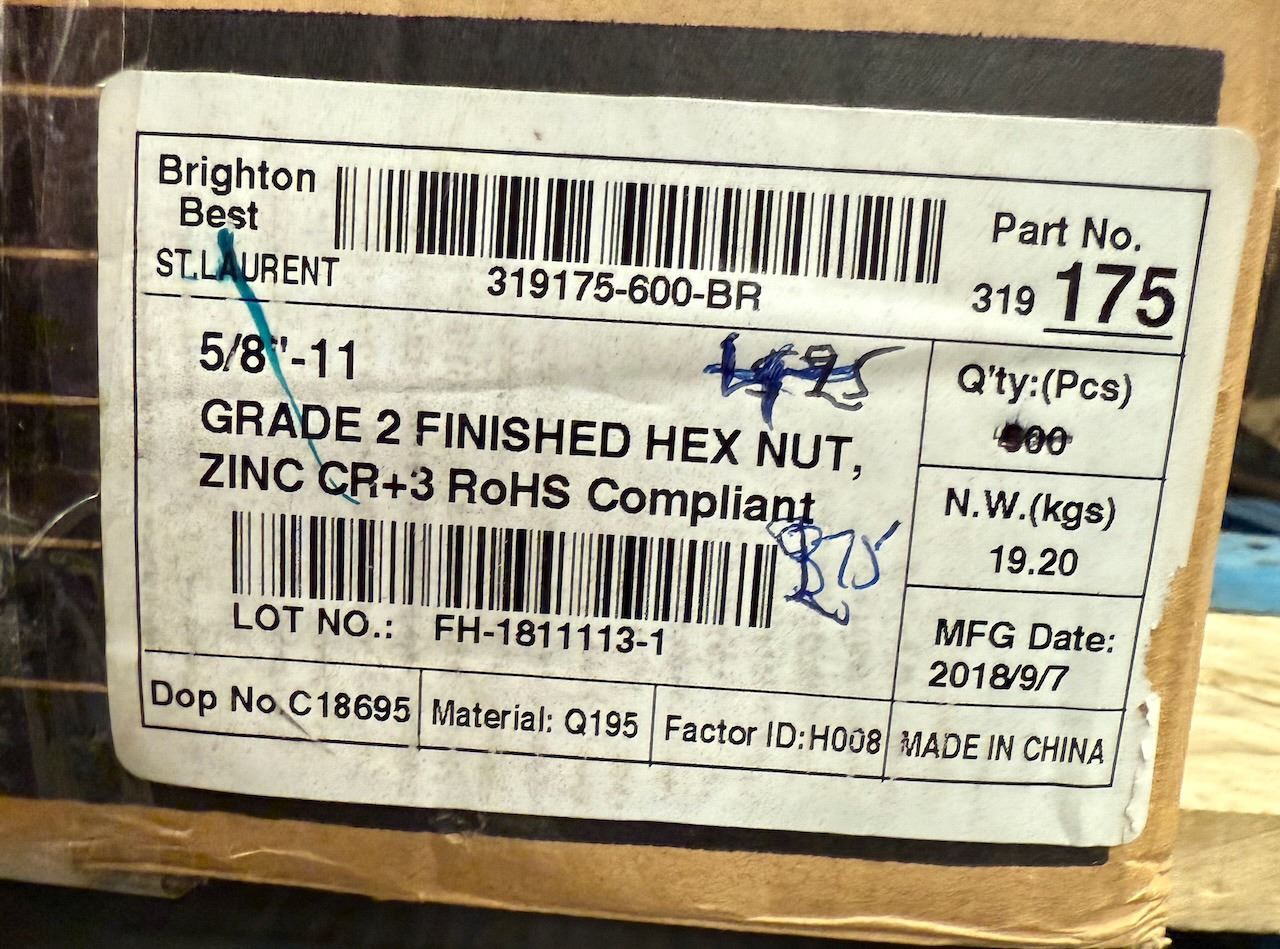 Brighton
Best
ST.LAURENT
319175-600-BR
Part No.
319 175
5/8"-11
GRADE 2 FINISHED HEX NUT,
ZINC CR+3 RoHS Compliant
Q'ty:(Pcs)
N.W.(kgs)
19.20
875
LOT NO.: FH-1811113-1
MFG Date:
2018/9/7
Dop No.C18695
Material: Q195
Factor ID:H008
MADE IN CHINA